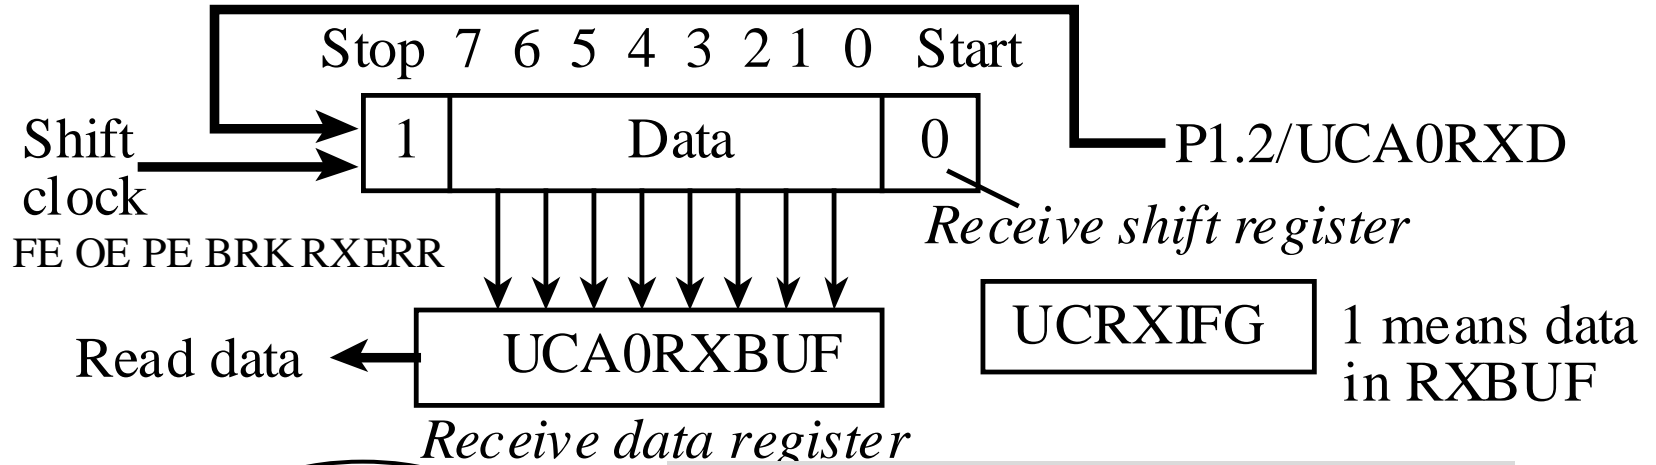 Stop 7 6 5 4 3 2 1 0 Start
Shift
clock
1 Data 0
P1.2/UCA0RXD
Receive shift register
FE OE PE BRK RXERR
UCRXIFG
1 means data
in RXBUF
Read data
UCA0RXBUF
Receive data register